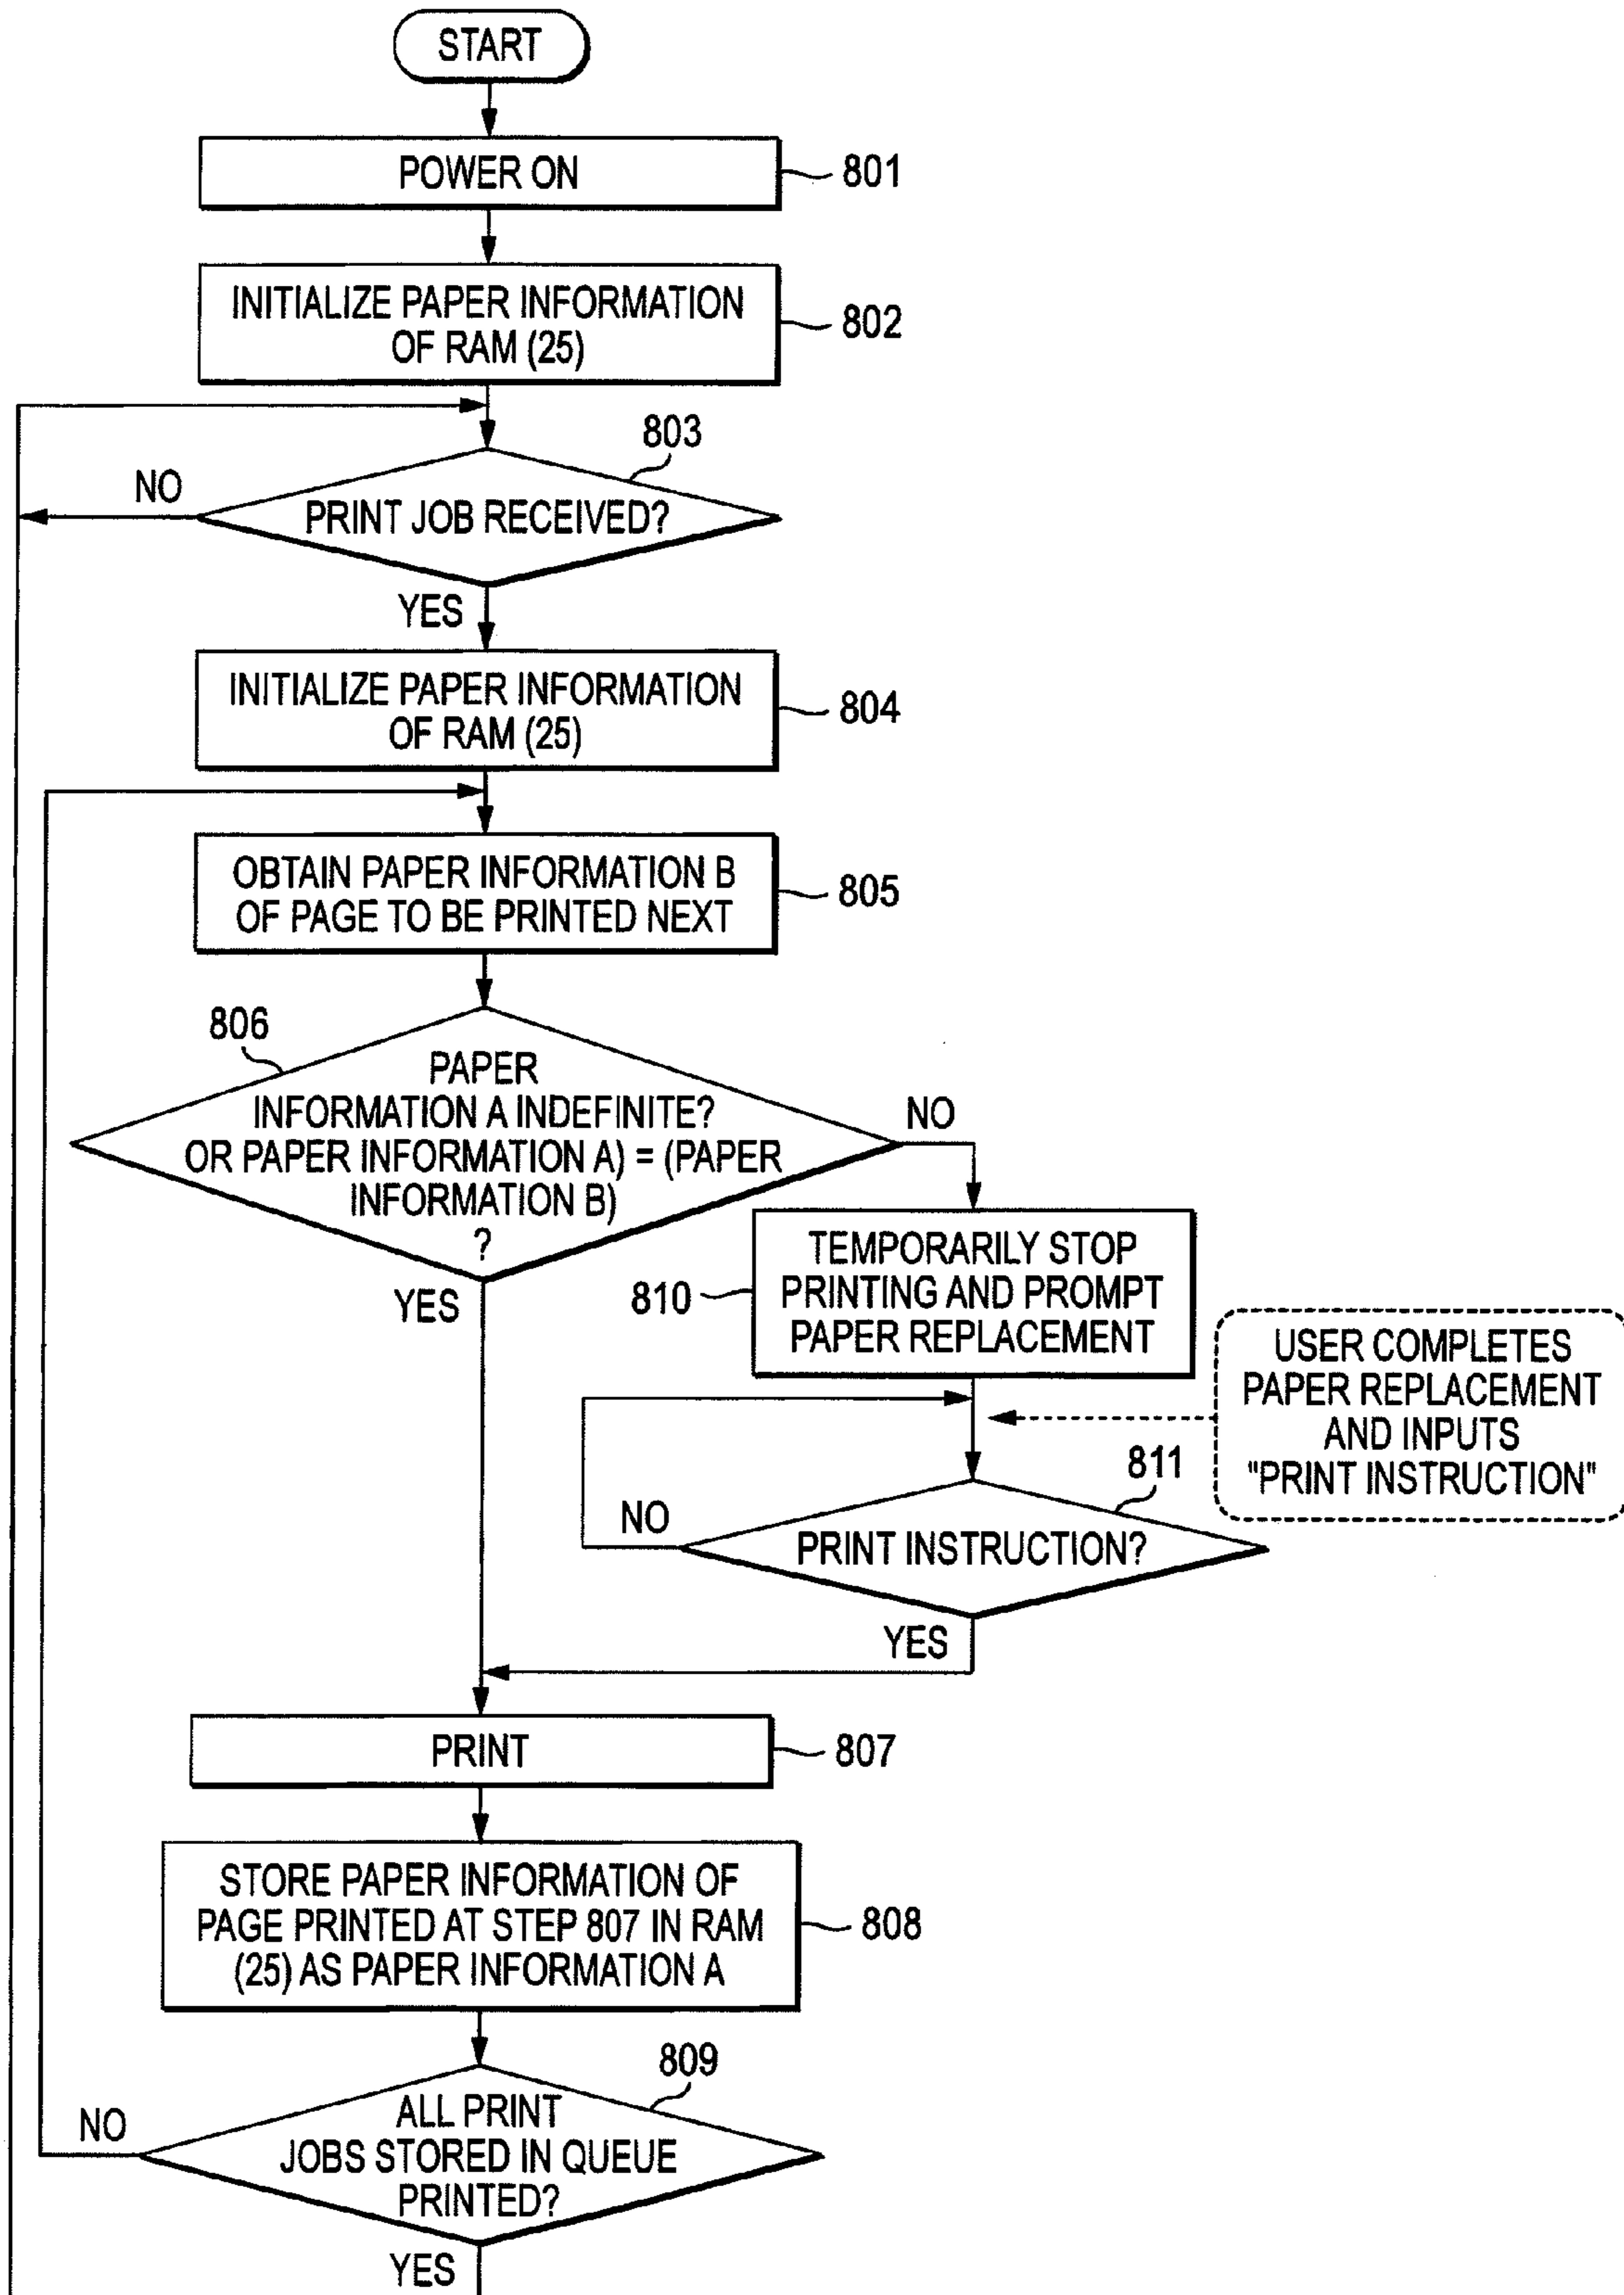 START
POWER ON
801
INITIALIZE PAPER INFORMATION
OF RAM (25)
802
803
NO
PRINT JOB RECEIVED?
YES
INITIALIZE PAPER INFORMATION
OF RAM (25)
804
OBTAIN PAPER INFORMATION B
OF PAGE TO BE PRINTED NEXT
805
806
PAPER
INFORMATION A INDEFINITE?
OR PAPER INFORMATION A) = (PAPER
INFORMATION B)
?
NO
YES
810
TEMPORARILY STOP
PRINTING AND PROMPT
PAPER REPLACEMENT
USER COMPLETES
PAPER REPLACEMENT
AND INPUTS
"PRINT INSTRUCTION"
811
NO
PRINT INSTRUCTION?
YES
PRINT
807
STORE PAPER INFORMATION OF
PAGE PRINTED AT STEP 807 IN RAM
(25) AS PAPER INFORMATION A
808
809
NO
ALL PRINT
JOBS STORED IN QUEUE
PRINTED?
YES